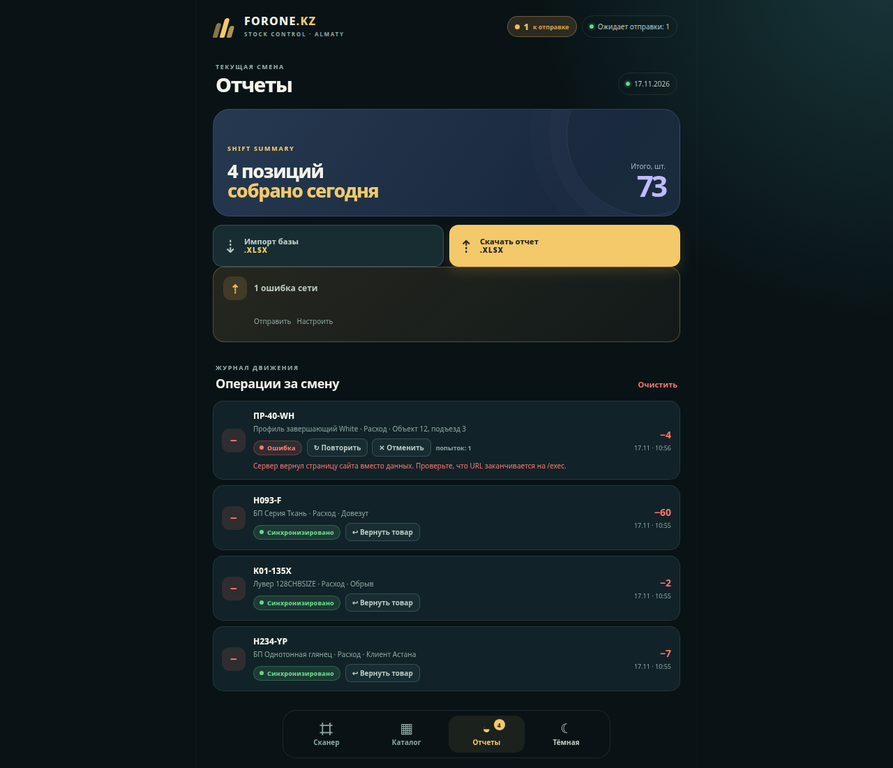 FORONE.KZ
STOCK CONTROL · ALMATY
1 к отправке
Ожидает отправки: 1
ТЕКУЩАЯ СМЕНА
Отчеты
17.11.2026
SHIFT SUMMARY
4 позиций
собрано сегодня
Итого, шт.
73
Импорт базы
.XLSX
Скачать отчет
.XLSX
1 ошибка сети
Отправить Настроить
ЖУРНАЛ ДВИЖЕНИЯ
Операции за смену
Очистить
ПР-40-WH
Профиль завершающий White · Расход · Объект 12, подъезд 3
Ошибка ↻ Повторить × Отменить попыток: 1
Сервер вернул страницу сайта вместо данных. Проверьте, что URL заканчивается на /exec.
−4
17.11 · 10:56
H093-F
БП Серия Ткань · Расход · Довезут
Синхронизировано ↩ Вернуть товар
−60
17.11 · 10:55
K01-135X
Лувер 128CHBSIZE · Расход · Обрыв
Синхронизировано ↩ Вернуть товар
−2
17.11 · 10:55
H234-YP
БП Однотонная глянец · Расход · Клиент Астана
Синхронизировано ↩ Вернуть товар
−7
17.11 · 10:55
Сканер
Каталог
4
Отчеты
Тёмная